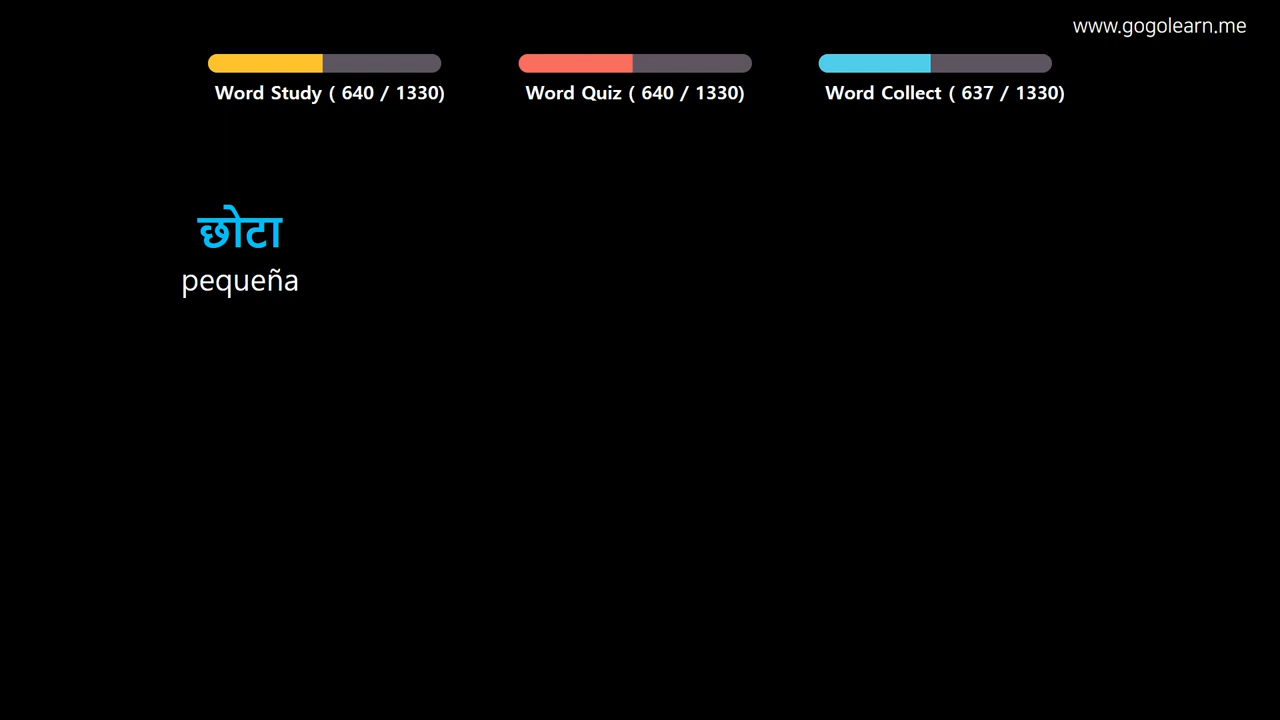 www.gogolearn.me
Word Study ( 640 / 1330)
Word Quiz ( 640 / 1330)
Word Collect ( 637 / 1330)
छोटा
pequeña